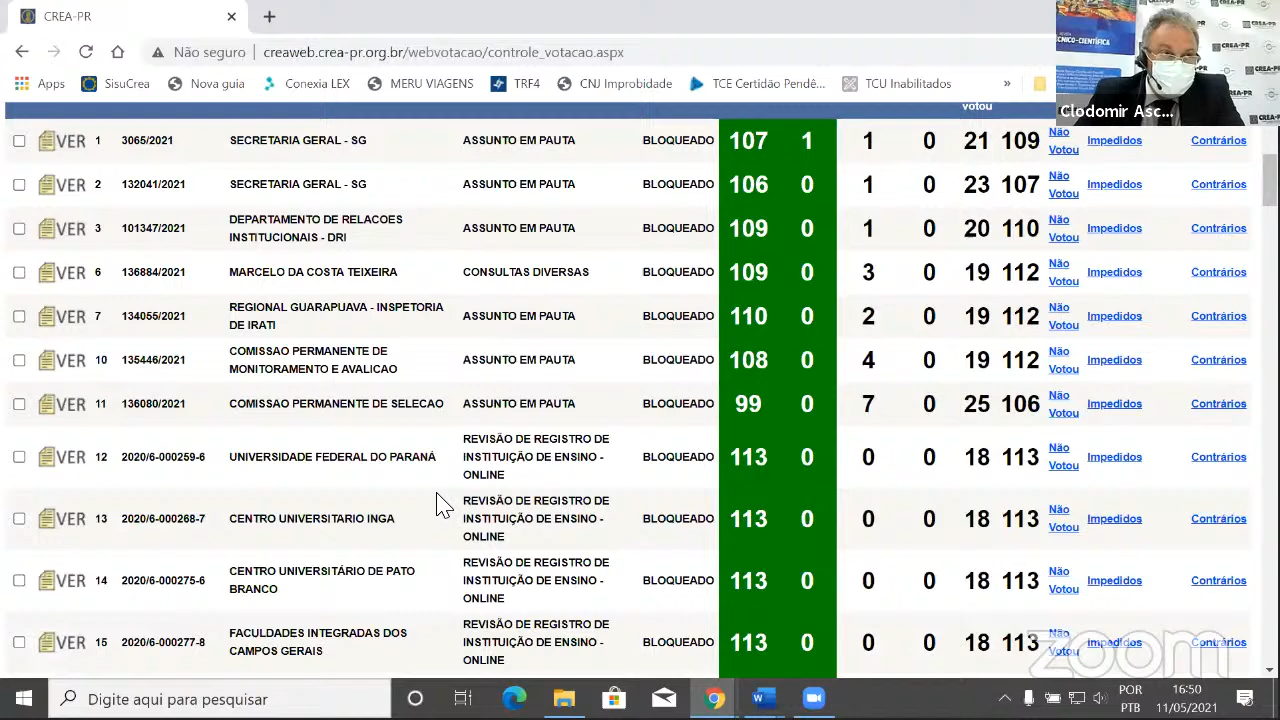 CREA-PR
Não seguro
creaweb.crea-
webvotacao/controle_votacao.asp
Apps
SisurCrea
Navegui
Sistema LEX
CNJ Improbidade
TCE Certidão
TCU Inabilitados
»
votou
TÉCNICO-CIENTÍFICA
CREA-PR
Clodomir Asc...
VER 1 3065/2021 SECRETARIA GERAL - SG ASSUNTO EM PAUTA BLOQUEADO 107 1 1 0 21 109 Não Votou Impedidos Contrários
VER 2 132041/2021 SECRETARIA GERAL - SG ASSUNTO EM PAUTA BLOQUEADO 106 0 1 0 23 107 Não Votou Impedidos Contrários
VER 3 101347/2021 DEPARTAMENTO DE RELACOES INSTITUCIONAIS - DRI ASSUNTO EM PAUTA BLOQUEADO 109 0 1 0 20 110 Não Votou Impedidos Contrários
VER 6 136884/2021 MARCELO DA COSTA TEIXEIRA CONSULTAS DIVERSAS BLOQUEADO 109 0 3 0 19 112 Não Votou Impedidos Contrários
VER 7 134055/2021 REGIONAL GUARAPUAVA - INSPETORIA DE IRATI ASSUNTO EM PAUTA BLOQUEADO 110 0 2 0 19 112 Não Votou Impedidos Contrários
VER 10 135446/2021 COMISSAO PERMANENTE DE MONITORAMENTO E AVALICAO ASSUNTO EM PAUTA BLOQUEADO 108 0 4 0 19 112 Não Votou Impedidos Contrários
VER 11 136080/2021 COMISSAO PERMANENTE DE SELECAO ASSUNTO EM PAUTA BLOQUEADO 99 0 7 0 25 106 Não Votou Impedidos Contrários
VER 12 2020/6-000259-6 UNIVERSIDADE FEDERAL DO PARANÁ REVISÃO DE REGISTRO DE INSTITUIÇÃO DE ENSINO - ONLINE BLOQUEADO 113 0 0 0 18 113 Não Votou Impedidos Contrários
VER 13 2020/6-000268-7 CENTRO UNIVERSITARIO INGA REVISÃO DE REGISTRO DE INSTITUIÇÃO DE ENSINO - ONLINE BLOQUEADO 113 0 0 0 18 113 Não Votou Impedidos Contrários
VER 14 2020/6-000275-6 CENTRO UNIVERSITÁRIO DE PATO BRANCO REVISÃO DE REGISTRO DE INSTITUIÇÃO DE ENSINO - ONLINE BLOQUEADO 113 0 0 0 18 113 Não Votou Impedidos Contrários
VER 15 2020/6-000277-8 FACULDADES INTEGRADAS DOS CAMPOS GERAIS REVISÃO DE REGISTRO DE INSTITUIÇÃO DE ENSINO - ONLINE BLOQUEADO 113 0 0 0 18 113 Não Votou Impedidos Contrários
zoom
Digite aqui para pesquisar
POR
PTB
16:50
11/05/2021